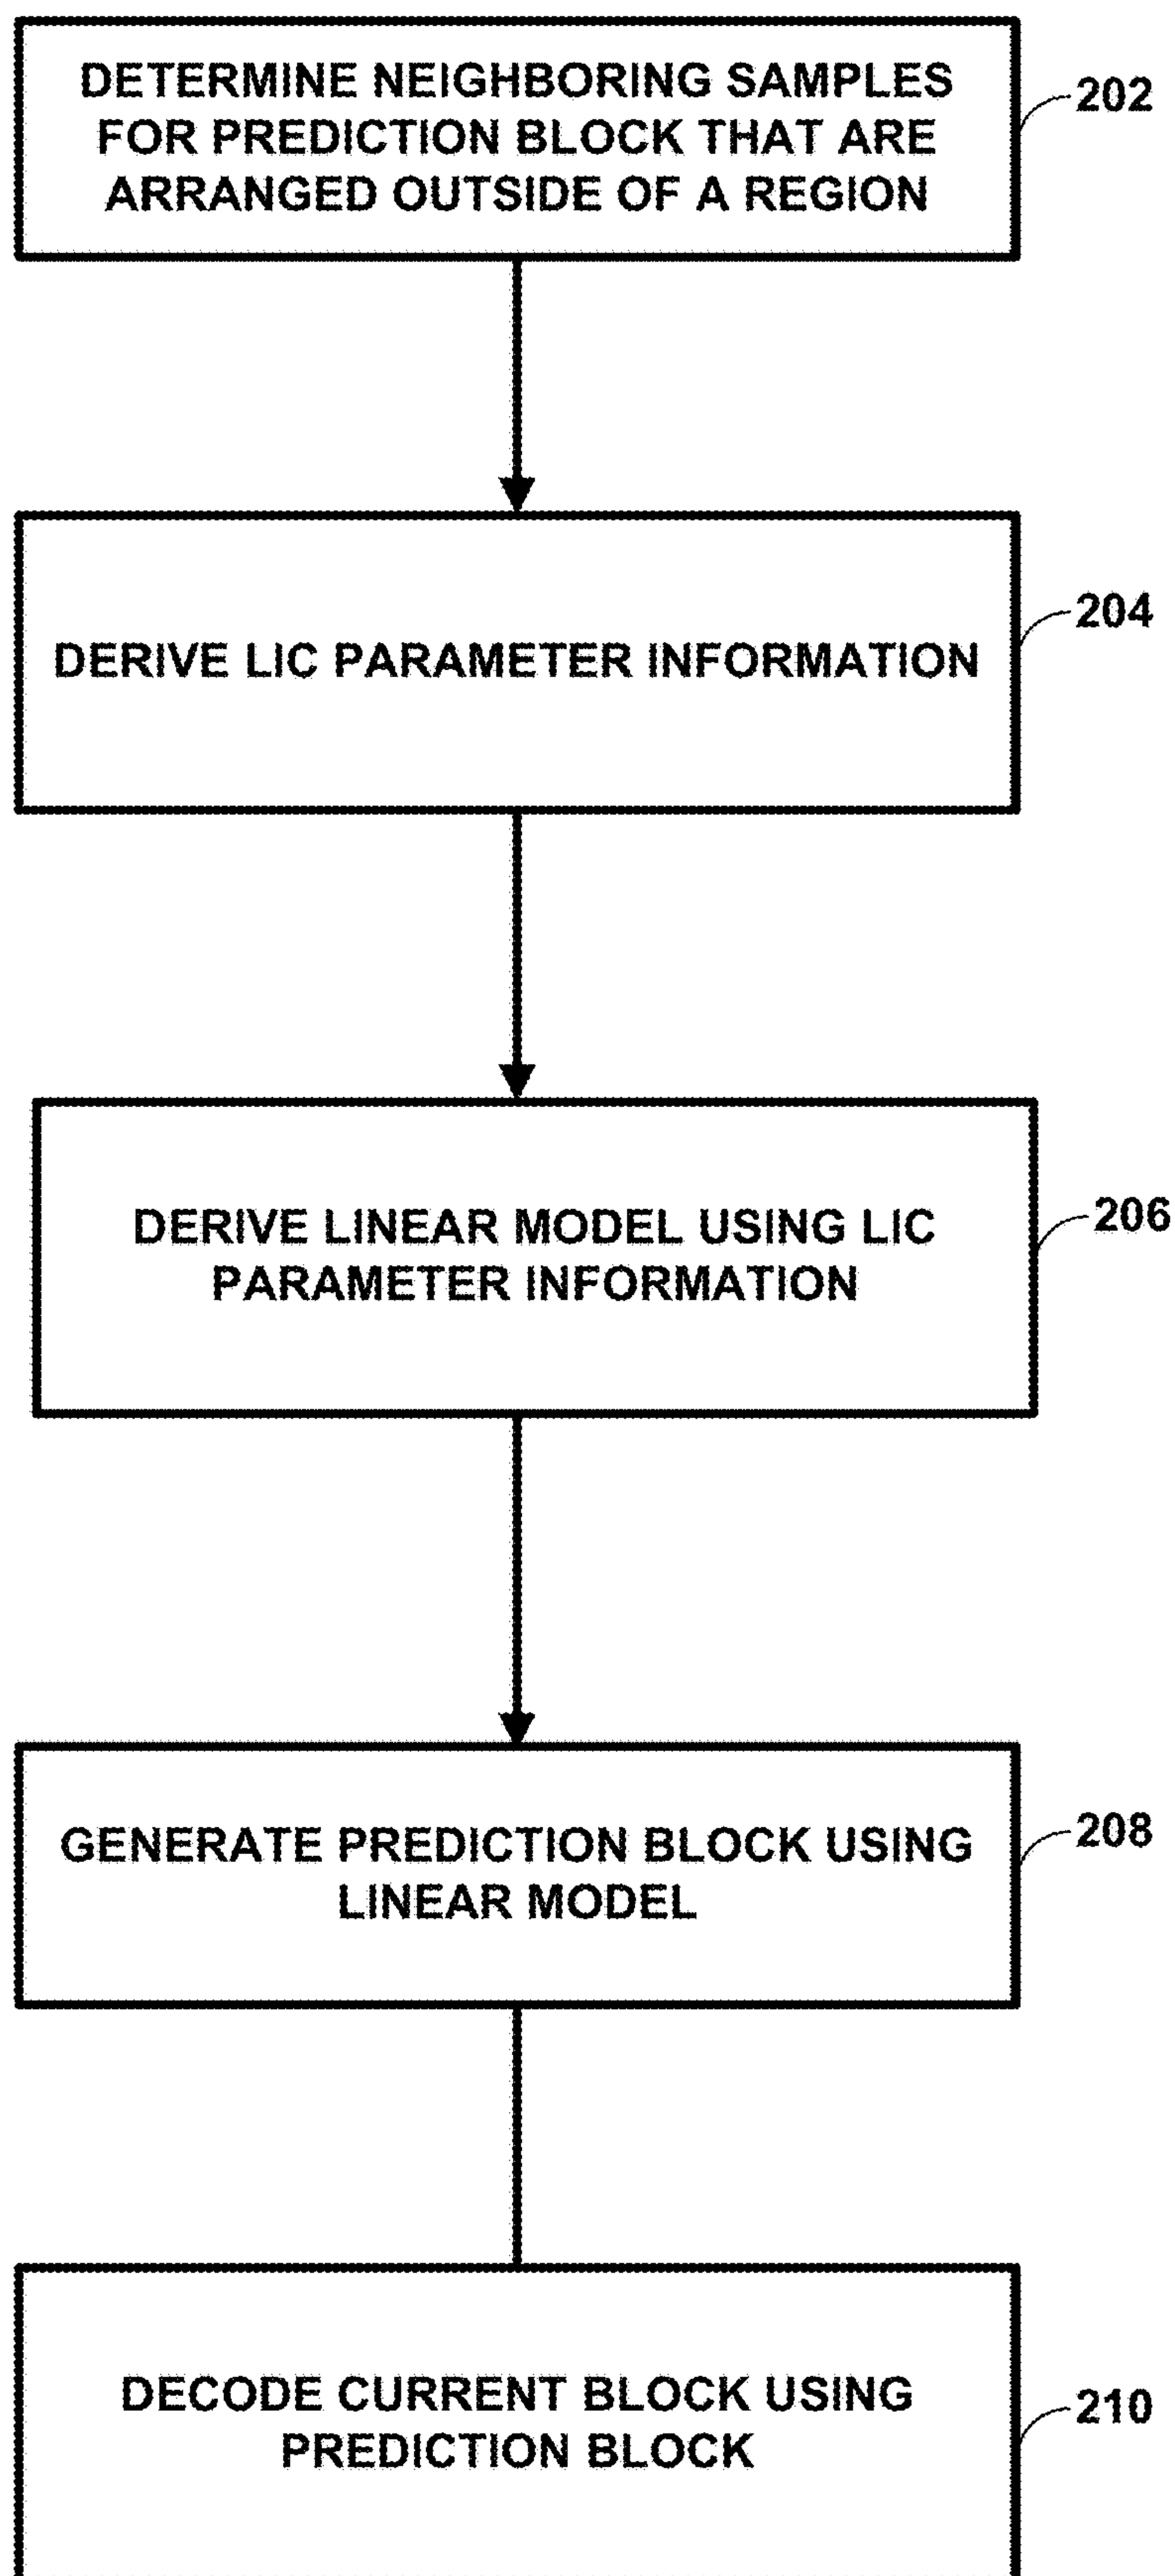 DETERMINE NEIGHBORING SAMPLES
FOR PREDICTION BLOCK THAT ARE
ARRANGED OUTSIDE OF A REGION
202
DERIVE LIC PARAMETER INFORMATION
204
DERIVE LINEAR MODEL USING LIC
PARAMETER INFORMATION
206
GENERATE PREDICTION BLOCK USING
LINEAR MODEL
208
DECODE CURRENT BLOCK USING
PREDICTION BLOCK
210